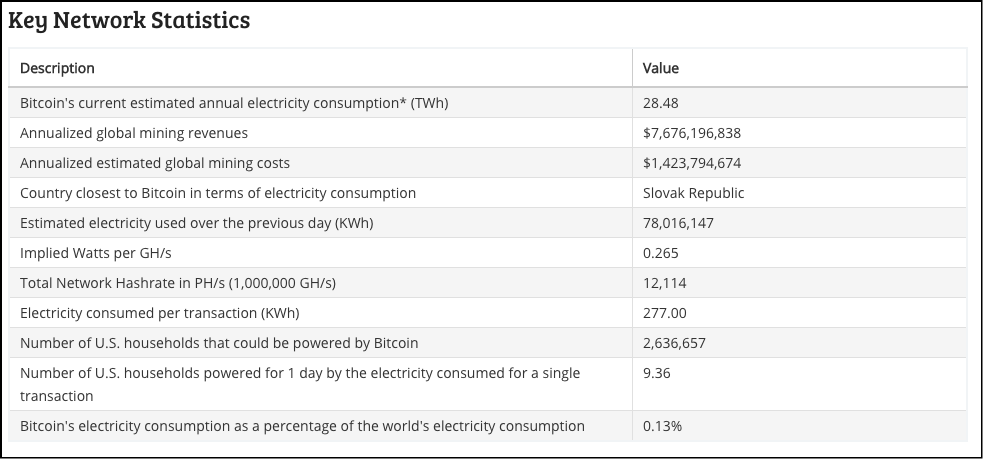 Key Network Statistics
Description Value
Bitcoin's current estimated annual electricity consumption* (TWh) 28.48
Annualized global mining revenues $7,676,196,838
Annualized estimated global mining costs $1,423,794,674
Country closest to Bitcoin in terms of electricity consumption Slovak Republic
Estimated electricity used over the previous day (KWh) 78,016,147
Implied Watts per GH/s 0.265
Total Network Hashrate in PH/s (1,000,000 GH/s) 12,114
Electricity consumed per transaction (KWh) 277.00
Number of U.S. households that could be powered by Bitcoin 2,636,657
Number of U.S. households powered for 1 day by the electricity consumed for a single 9.36
transaction
Bitcoin's electricity consumption as a percentage of the world's electricity consumption 0.13%